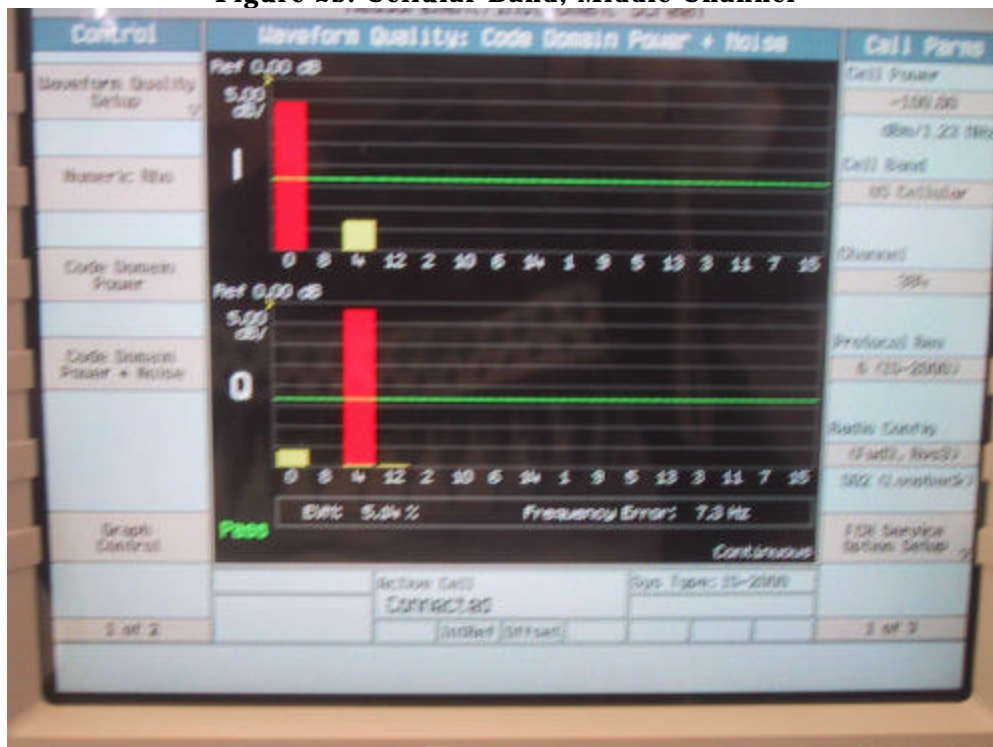 Cellular Band, Middle Channel
Control
Waveform Quality: Code Domain Power + Noise
Call Parms
Waveform Quality
Setup
Numeric Rho
Code Domain
Power
Code Domain
Power + Noise
Graph
Control
1 of 2
Ref 0.00 dB
5.00
dB/
I
0 8 4 12 2 10 6 14 1 9 5 13 3 11 7 15
Ref 0.00 dB
5.00
dB/
Q
0 8 4 12 2 10 6 14 1 9 5 13 3 11 7 15
EVM: 5.14 % Frequency Error: 7.3 Hz
Pass
Continuous
Active Cell
Connected
Sys Type: IS-2000
IntRef Offset
Cell Power
-100.00
dBm/1.23 MHz
Cell Band
US Cellular
Channel
384
Protocol Rev
6 (IS-2000)
Radio Config
(Fwd3, Rvs3)
SO2 (Loopback)
FCH Service
Option Setup